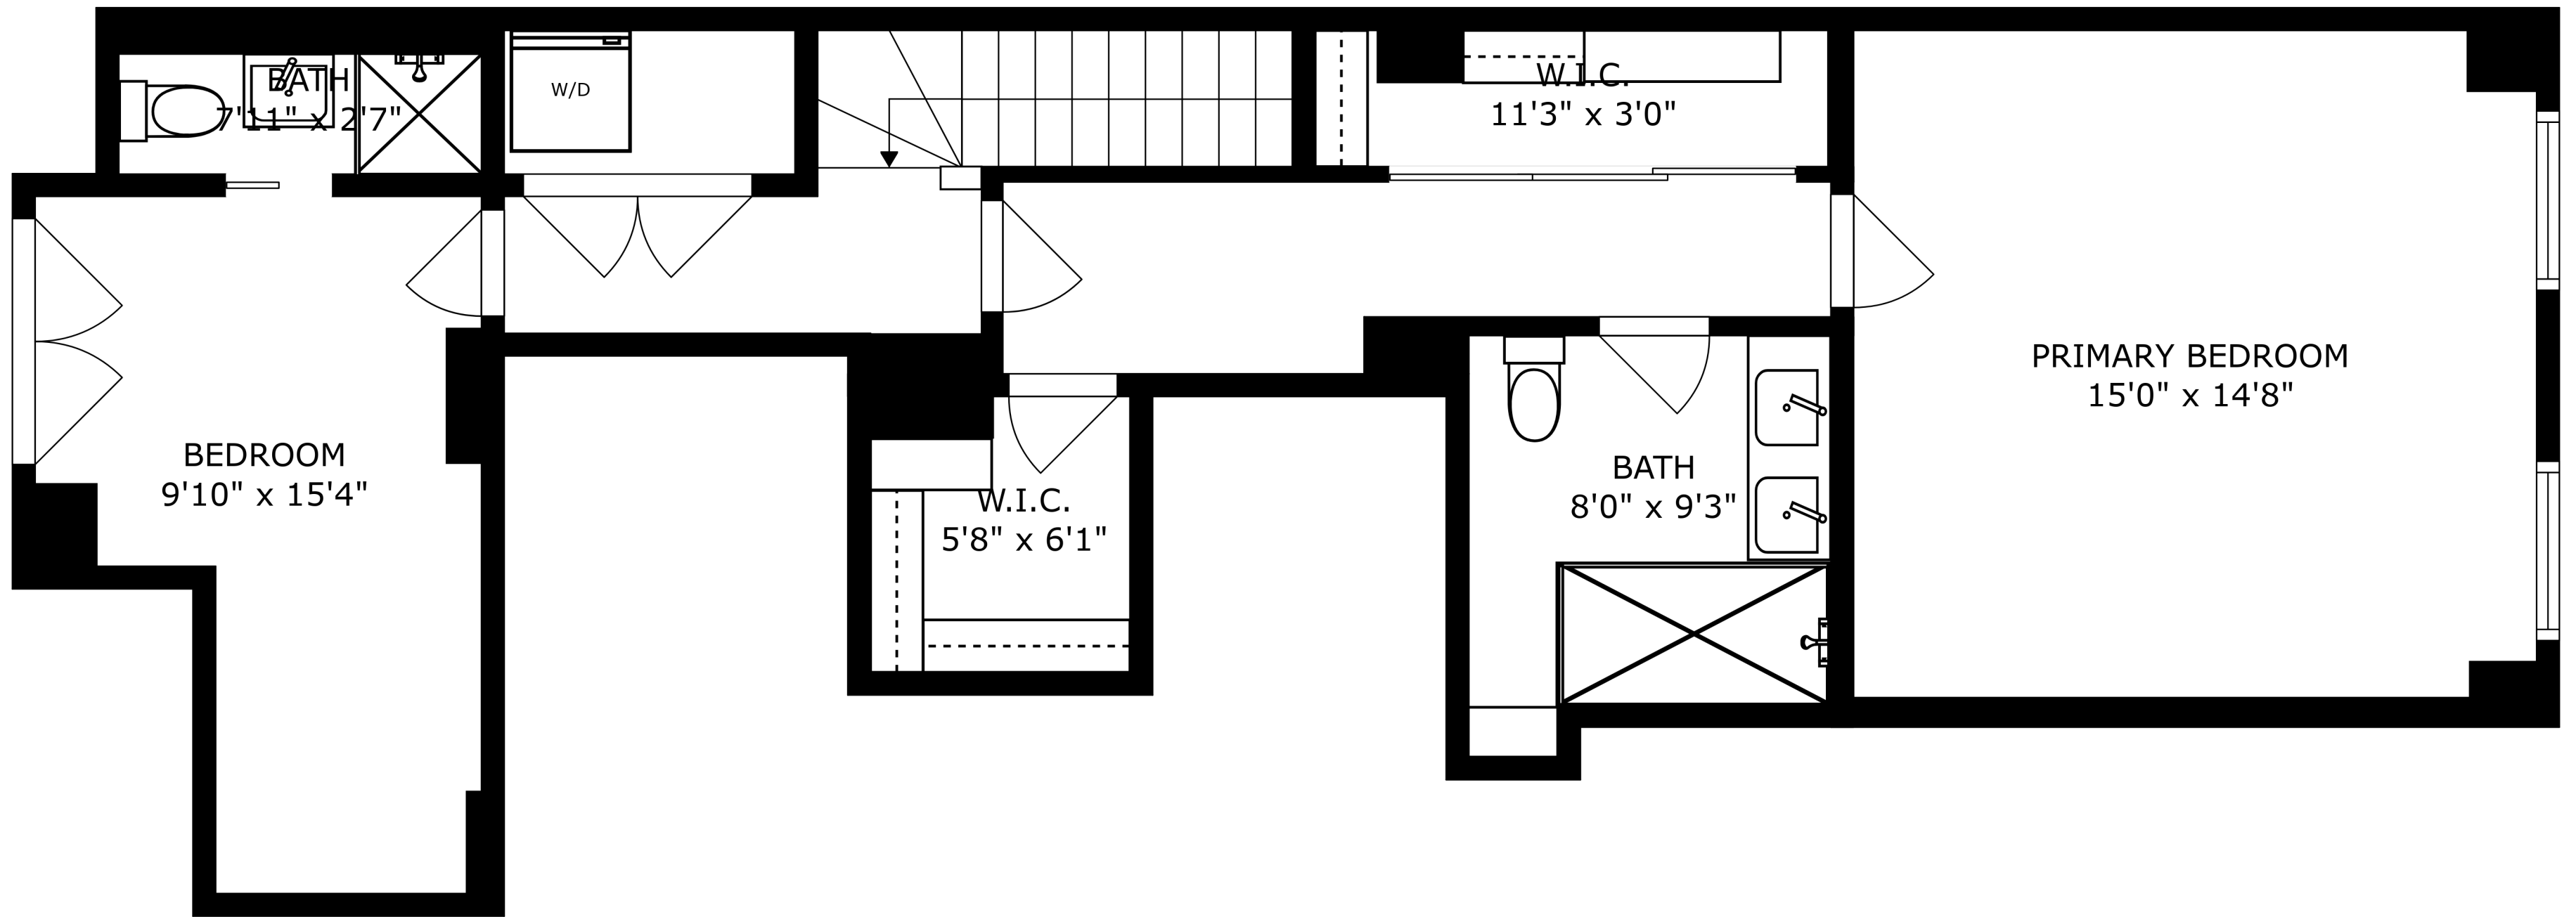 BATH
7'11" x 2'7"
W/D
W.I.C.
11'3" x 3'0"
PRIMARY BEDROOM
15'0" x 14'8"
BEDROOM
9'10" x 15'4"
W.I.C.
5'8" x 6'1"
BATH
8'0" x 9'3"